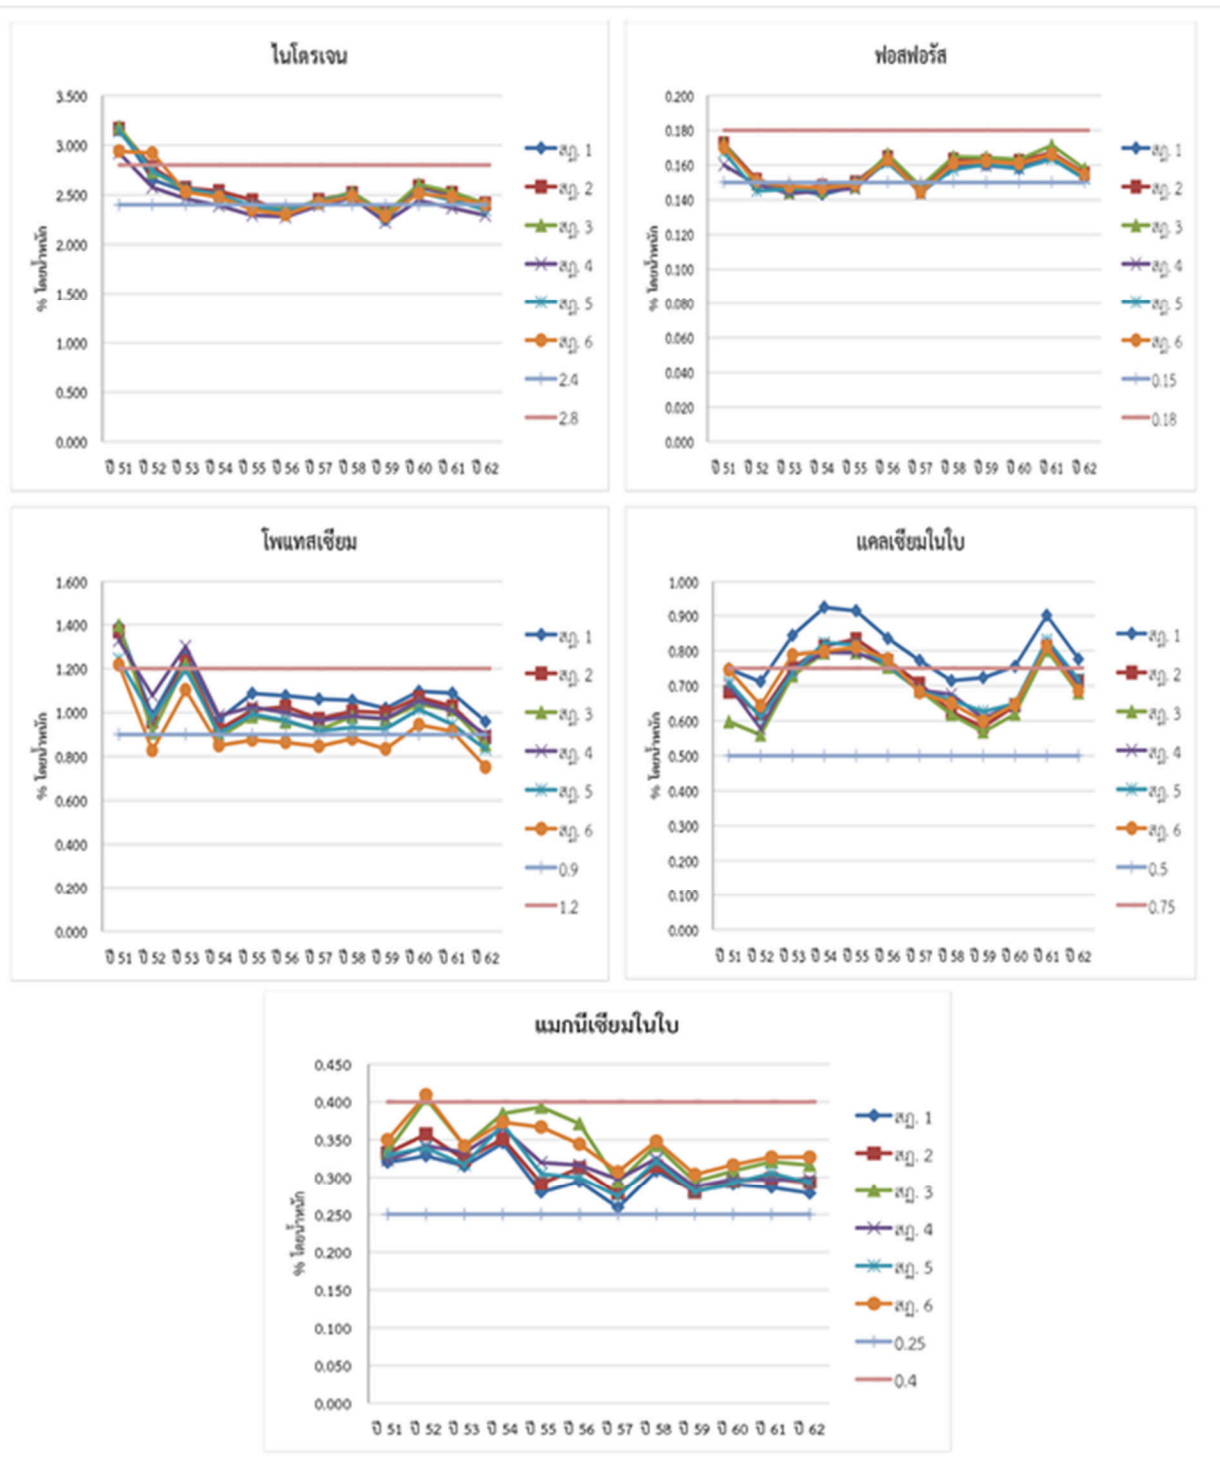 ไนโตรเจน
3.500
3.000
2.500
2.000
1.500
1.000
0.500
0.000
% โดยน้ำหนัก
ปี 51 ปี 52 ปี 53 ปี 54 ปี 55 ปี 56 ปี 57 ปี 58 ปี 59 ปี 60 ปี 61 ปี 62
สฎ. 1
สฎ. 2
สฎ. 3
สฎ. 4
สฎ. 5
สฎ. 6
2.4
2.8
ฟอสฟอรัส
0.200
0.180
0.160
0.140
0.120
0.100
0.080
0.060
0.040
0.020
0.000
% โดยน้ำหนัก
ปี 51 ปี 52 ปี 53 ปี 54 ปี 55 ปี 56 ปี 57 ปี 58 ปี 59 ปี 60 ปี 61 ปี 62
สฎ. 1
สฎ. 2
สฎ. 3
สฎ. 4
สฎ. 5
สฎ. 6
0.15
0.18
โพแทสเซียม
1.600
1.400
1.200
1.000
0.800
0.600
0.400
0.200
0.000
% โดยน้ำหนัก
ปี 51 ปี 52 ปี 53 ปี 54 ปี 55 ปี 56 ปี 57 ปี 58 ปี 59 ปี 60 ปี 61 ปี 62
สฎ. 1
สฎ. 2
สฎ. 3
สฎ. 4
สฎ. 5
สฎ. 6
0.9
1.2
แคลเซียมในใบ
1.000
0.900
0.800
0.700
0.600
0.500
0.400
0.300
0.200
0.100
0.000
% โดยน้ำหนัก
ปี 51 ปี 52 ปี 53 ปี 54 ปี 55 ปี 56 ปี 57 ปี 58 ปี 59 ปี 60 ปี 61 ปี 62
สฎ. 1
สฎ. 2
สฎ. 3
สฎ. 4
สฎ. 5
สฎ. 6
0.5
0.75
แมกนีเซียมในใบ
0.450
0.400
0.350
0.300
0.250
0.200
0.150
0.100
0.050
0.000
% โดยน้ำหนัก
ปี 51 ปี 52 ปี 53 ปี 54 ปี 55 ปี 56 ปี 57 ปี 58 ปี 59 ปี 60 ปี 61 ปี 62
สฎ. 1
สฎ. 2
สฎ. 3
สฎ. 4
สฎ. 5
สฎ. 6
0.25
0.4